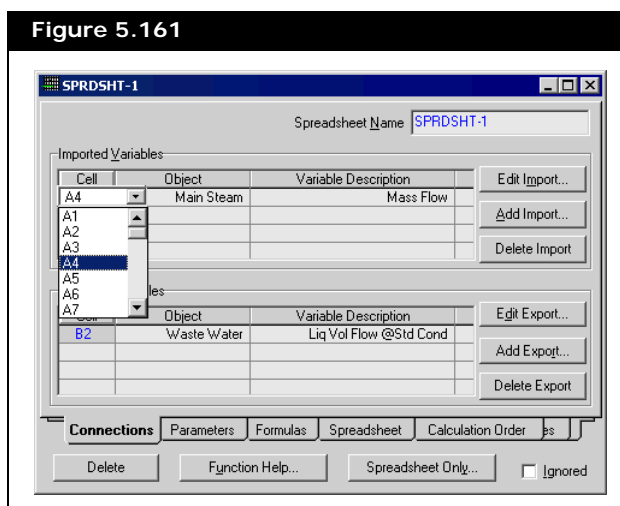 Figure 5.161
SPRDSHT-1
Spreadsheet Name SPRDSHT-1
Imported Variables
Cell Object Variable Description
A4 Main Steam Mass Flow
Edit Import...
Add Import...
Delete Import
A1
A2
A3
A4
A5
A6
A7
Object Variable Description
B2 Waste Water Liq Vol Flow @Std Cond
Edit Export...
Add Export...
Delete Export
Connections Parameters Formulas Spreadsheet Calculation Order
Delete Function Help... Spreadsheet Only... Ignored